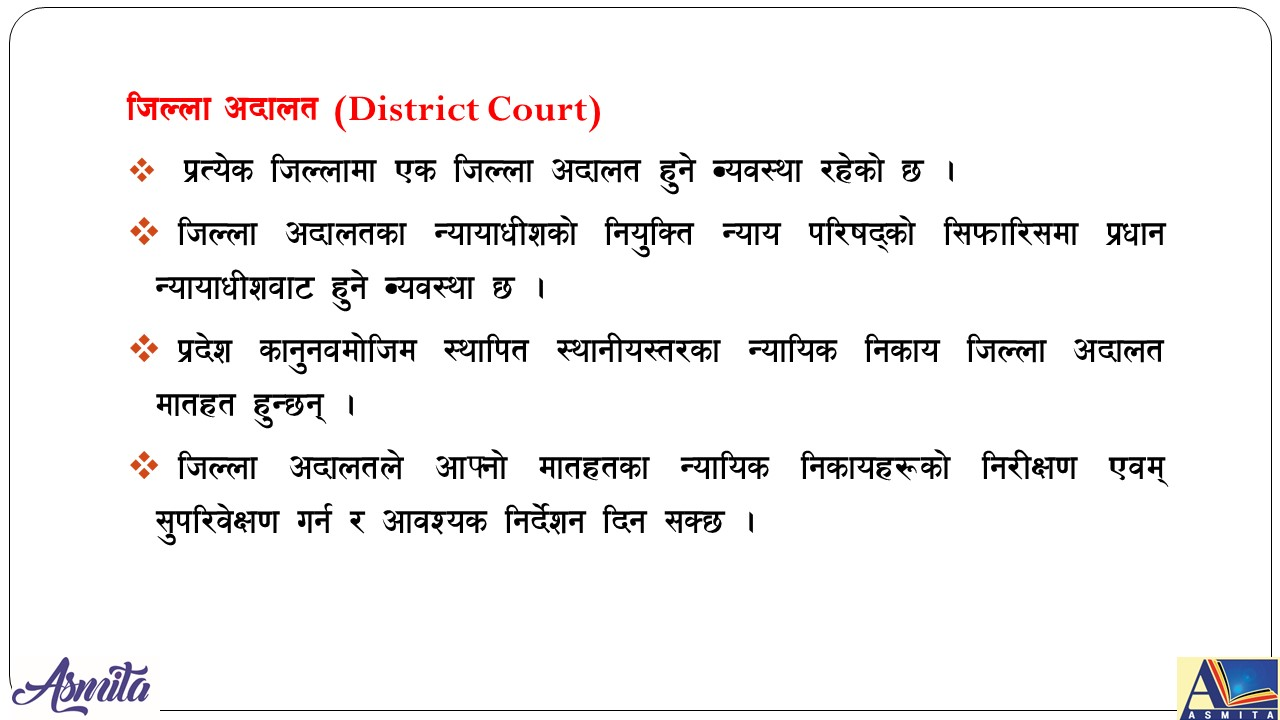 जिल्ला अदालत (District Court)
❖ प्रत्येक जिल्लामा एक जिल्ला अदालत हुने व्यवस्था रहेको छ ।
❖ जिल्ला अदालतका न्यायाधीशको नियुक्ति न्याय परिषद्को सिफारिसमा प्रधान
न्यायाधीशवाट हुने व्यवस्था छ ।
❖ प्रदेश कानुनवमोजिम स्थापित स्थानीयस्तरका न्यायिक निकाय जिल्ला अदालत
मातहत हुन्छन् ।
❖ जिल्ला अदालतले आफ्नो मातहतका न्यायिक निकायहरूको निरीक्षण एवम्
सुपरिवेक्षण गर्न र आवश्यक निर्देशन दिन सक्छ ।
Asmita
ASMITA